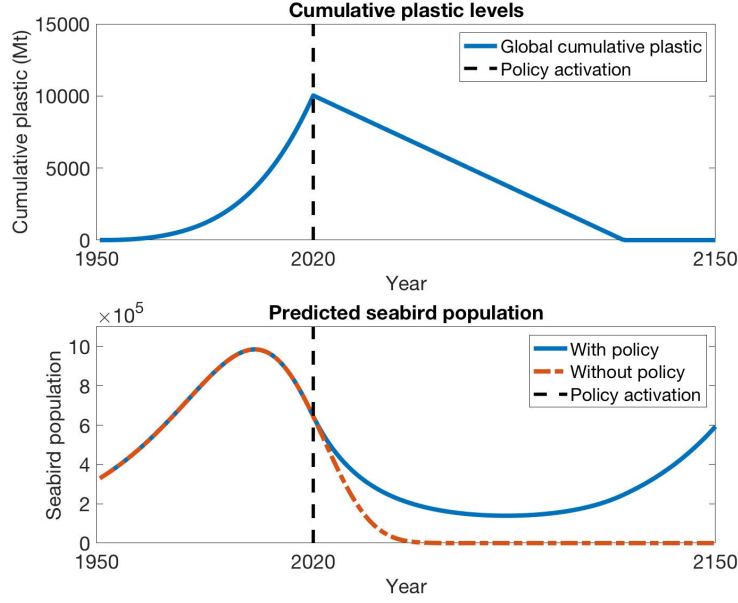 Cumulative plastic levels
15000
10000
5000
0
Cumulative plastic (Mt)
Global cumulative plastic
Policy activation
1950 2020 2150
Year
Predicted seabird population
×10⁵
10
8
6
4
2
0
Seabird population
With policy
Without policy
Policy activation
1950 2020 2150
Year